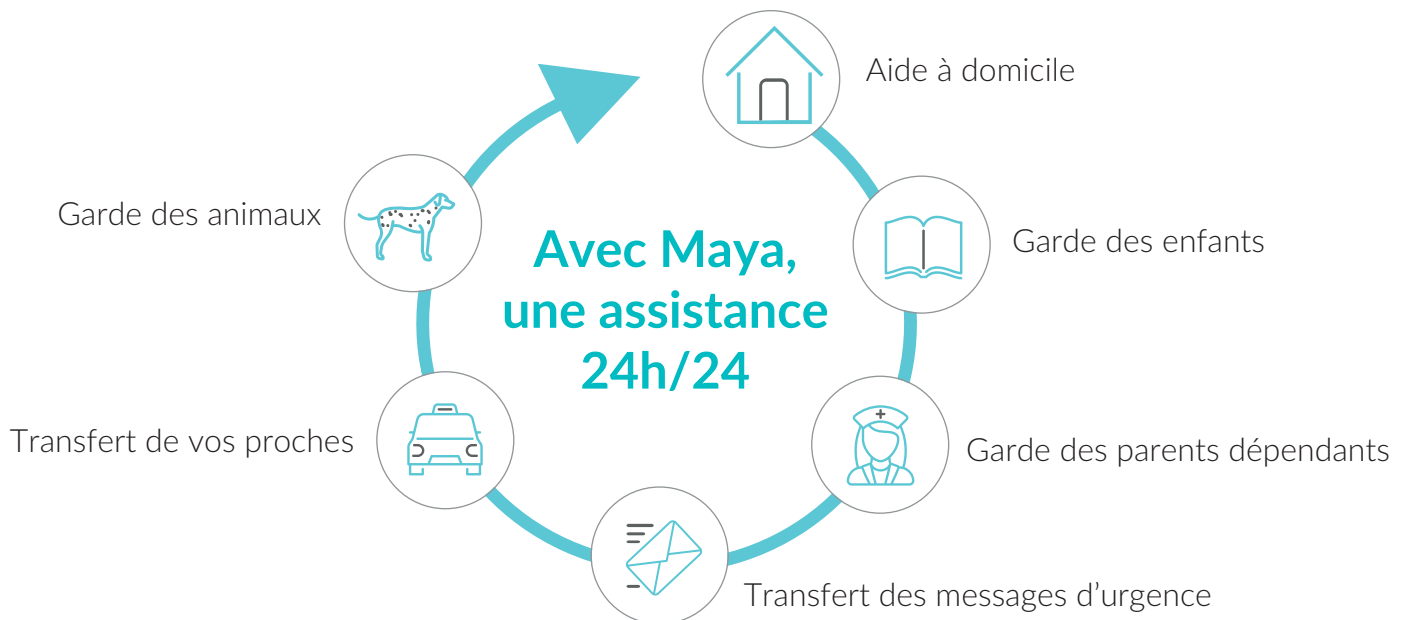 Aide à domicile
Garde des enfants
Garde des parents dépendants
Transfert des messages d'urgence
Transfert de vos proches
Garde des animaux
Avec Maya,
une assistance
24h/24